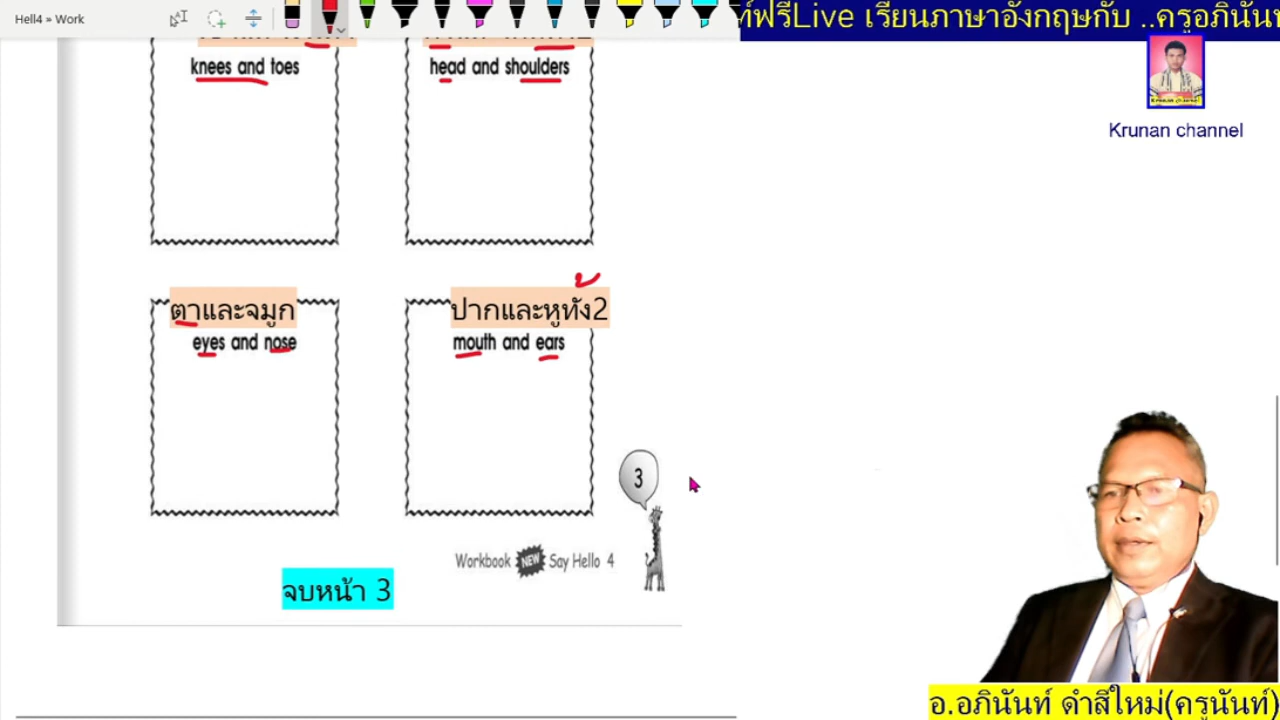 Hell4 » Work
ท์ฟรีLive เรียนภาษาอังกฤษกับ ..ครูอภินันท
Krunan channel
knees and toes
head and shoulders
ตาและจมูก
eyes and nose
ปากและหูทั้ง2
mouth and ears
3
Workbook NEW Say Hello 4
จบหน้า 3
อ.อภินันท์ ดำสีใหม่(ครูนันท์)